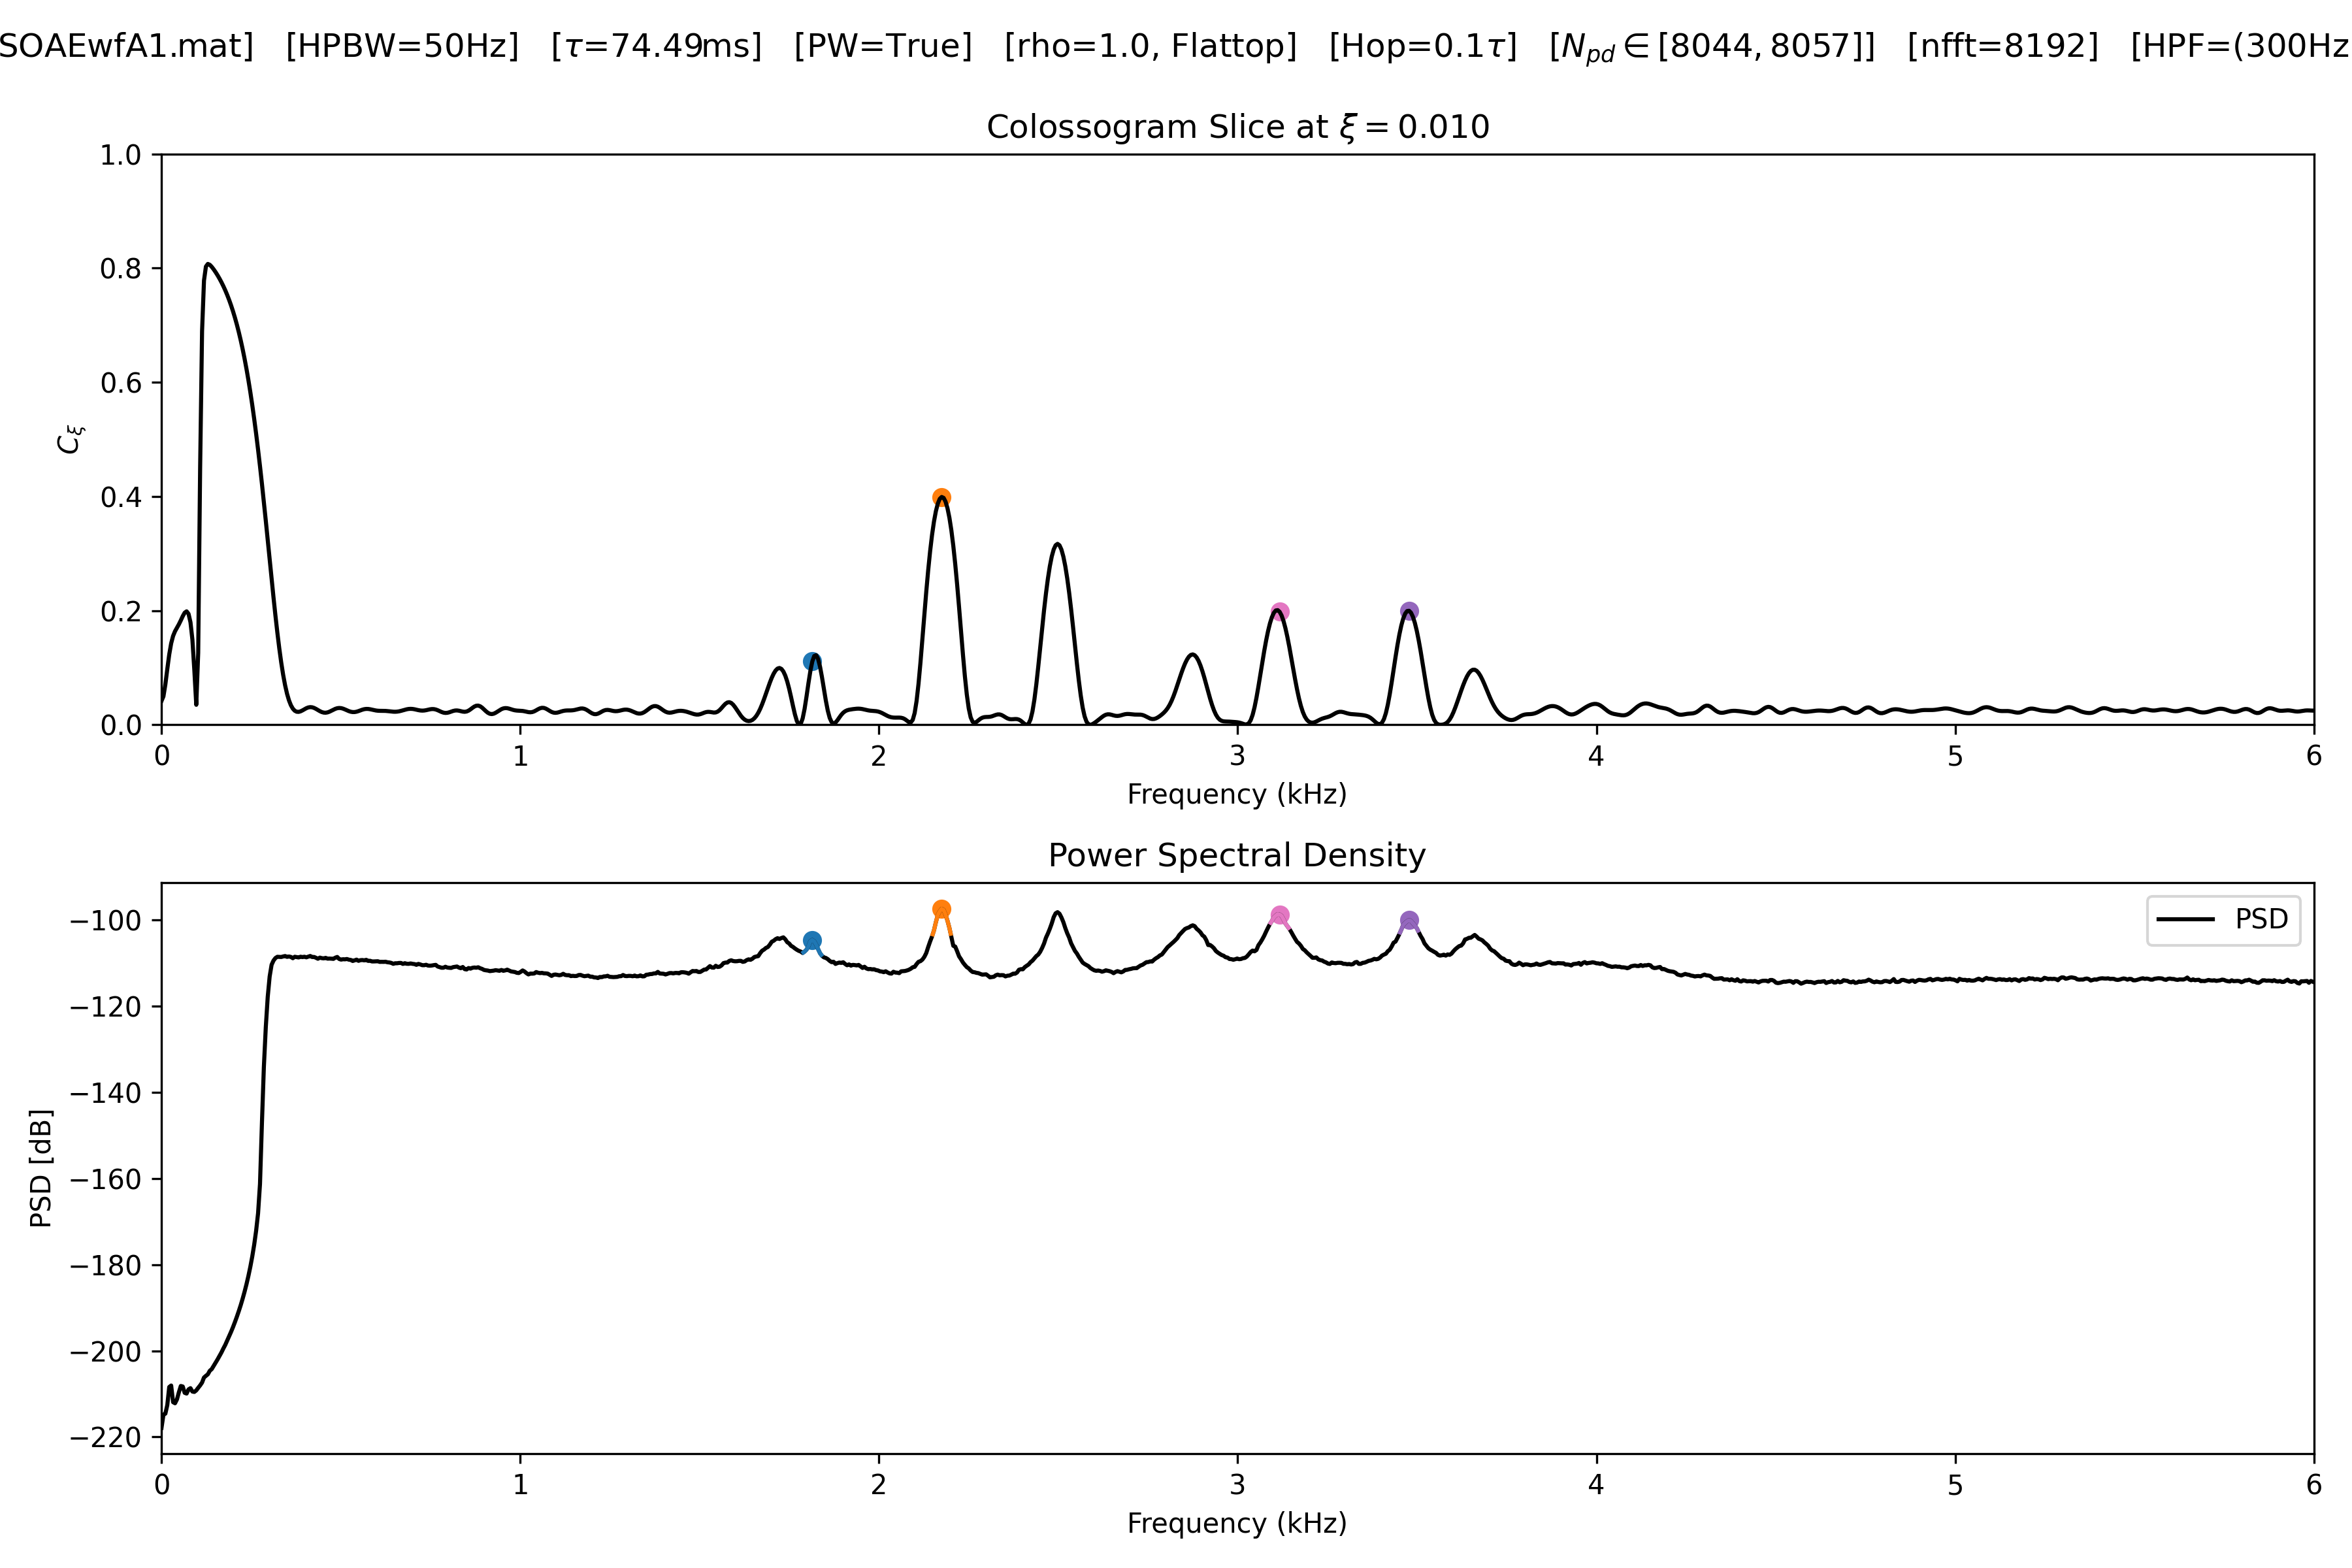 SOAEwfA1.mat] [HPBW=50Hz] [τ=74.49ms] [PW=True] [rho=1.0, Flattop] [Hop=0.1τ] [N_pd ∈ [8044, 8057]] [nfft=8192] [HPF=(300Hz
Colossogram Slice at ξ = 0.010
1.0
0.8
0.6
0.4
0.2
0.0
C_ξ
0 1 2 3 4 5 6
Frequency (kHz)
Power Spectral Density
PSD
−100
−120
−140
−160
−180
−200
−220
PSD [dB]
0 1 2 3 4 5 6
Frequency (kHz)